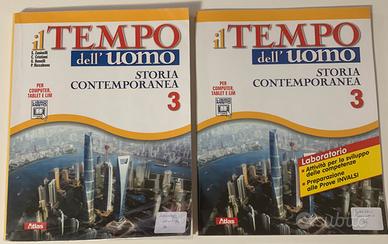 il TEMPO
dell'uomo
STORIA
CONTEMPORANEA
3
PER
COMPUTER,
TABLET E LIM
Atlas
il TEMPO
dell'uomo
STORIA
CONTEMPORANEA
3
PER
COMPUTER,
TABLET E LIM
Laboratorio
• Attività per lo sviluppo
delle competenze
• Preparazione
alle Prove INVALSI
Atlas
subito